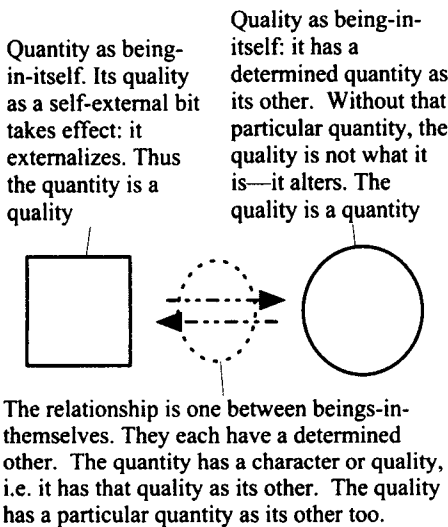 Quantity as being-
in-itself. Its quality
as a self-external bit
takes effect: it
externalizes. Thus
the quantity is a
quality
Quality as being-in-
itself: it has a
determined quantity as
its other.  Without that
particular quantity, the
quality is not what it
is—it alters. The
quality is a quantity
The relationship is one between beings-in-
themselves. They each have a determined
other.  The quantity has a character or quality,
i.e. it has that quality as its other.  The quality
has a particular quantity as its other too.